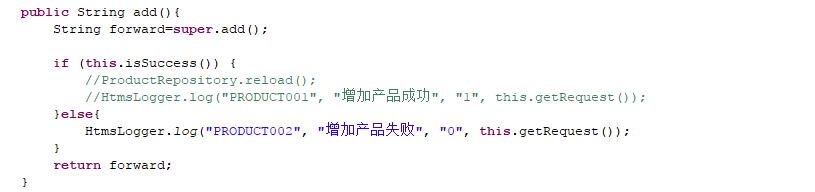 public String add(){
    String forward=super.add();
    if (this.isSuccess()) {
        //ProductRepository.reload();
        //HtmsLogger.log("PRODUCT001", "增加产品成功", "1", this.getRequest());
    }else{
        HtmsLogger.log("PRODUCT002", "增加产品失败", "0", this.getRequest());
    }
    return forward;
}